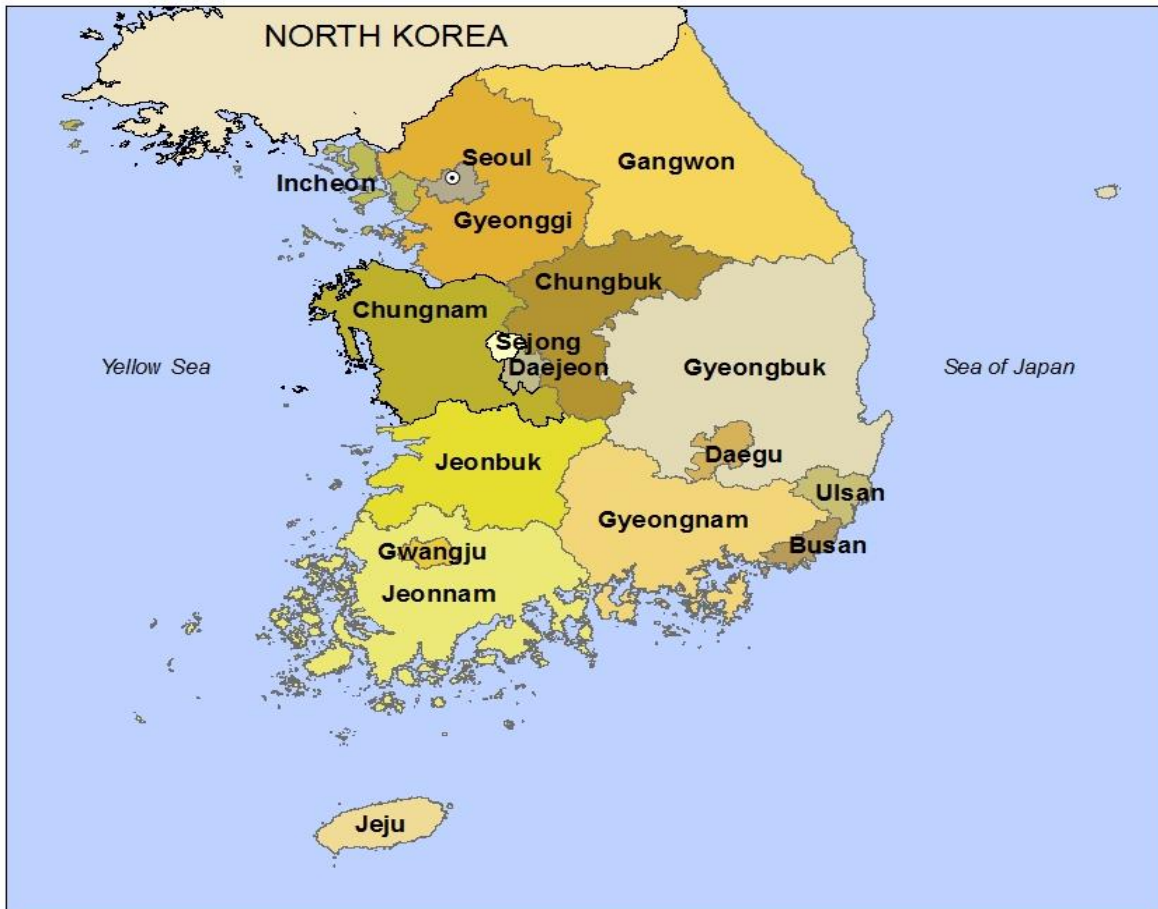 NORTH KOREA
Seoul
Gangwon
Incheon
Gyeonggi
Chungbuk
Chungnam
Sejong
Yellow Sea
Daejeon
Gyeongbuk
Sea of Japan
Jeonbuk
Daegu
Ulsan
Gyeongnam
Busan
Gwangju
Jeonnam
Jeju